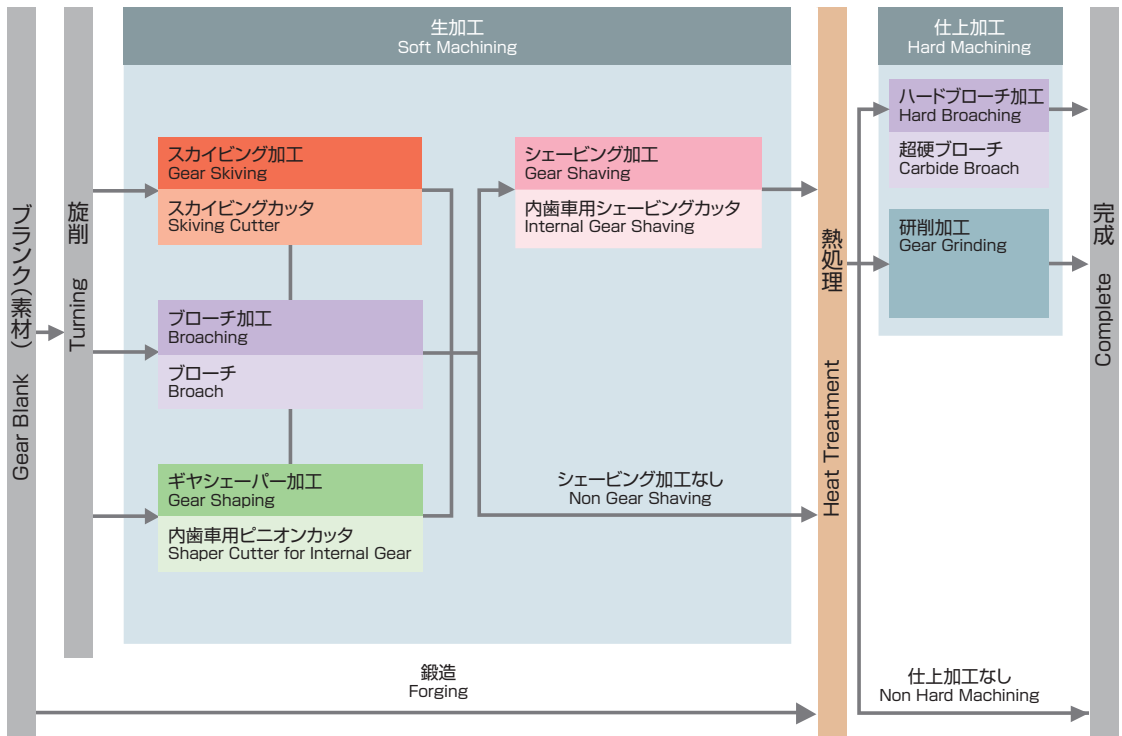 ブランク（素材） Gear Blank
旋削 Turning
生加工
Soft Machining
スカイビング加工
Gear Skiving
スカイビングカッタ
Skiving Cutter
ブローチ加工
Broaching
ブローチ
Broach
ギヤシェーパー加工
Gear Shaping
内歯車用ピニオンカッタ
Shaper Cutter for Internal Gear
シェービング加工
Gear Shaving
内歯車用シェービングカッタ
Internal Gear Shaving
シェービング加工なし
Non Gear Shaving
鍛造
Forging
熱処理 Heat Treatment
仕上加工
Hard Machining
ハードブローチ加工
Hard Broaching
超硬ブローチ
Carbide Broach
研削加工
Gear Grinding
仕上加工なし
Non Hard Machining
完成 Complete